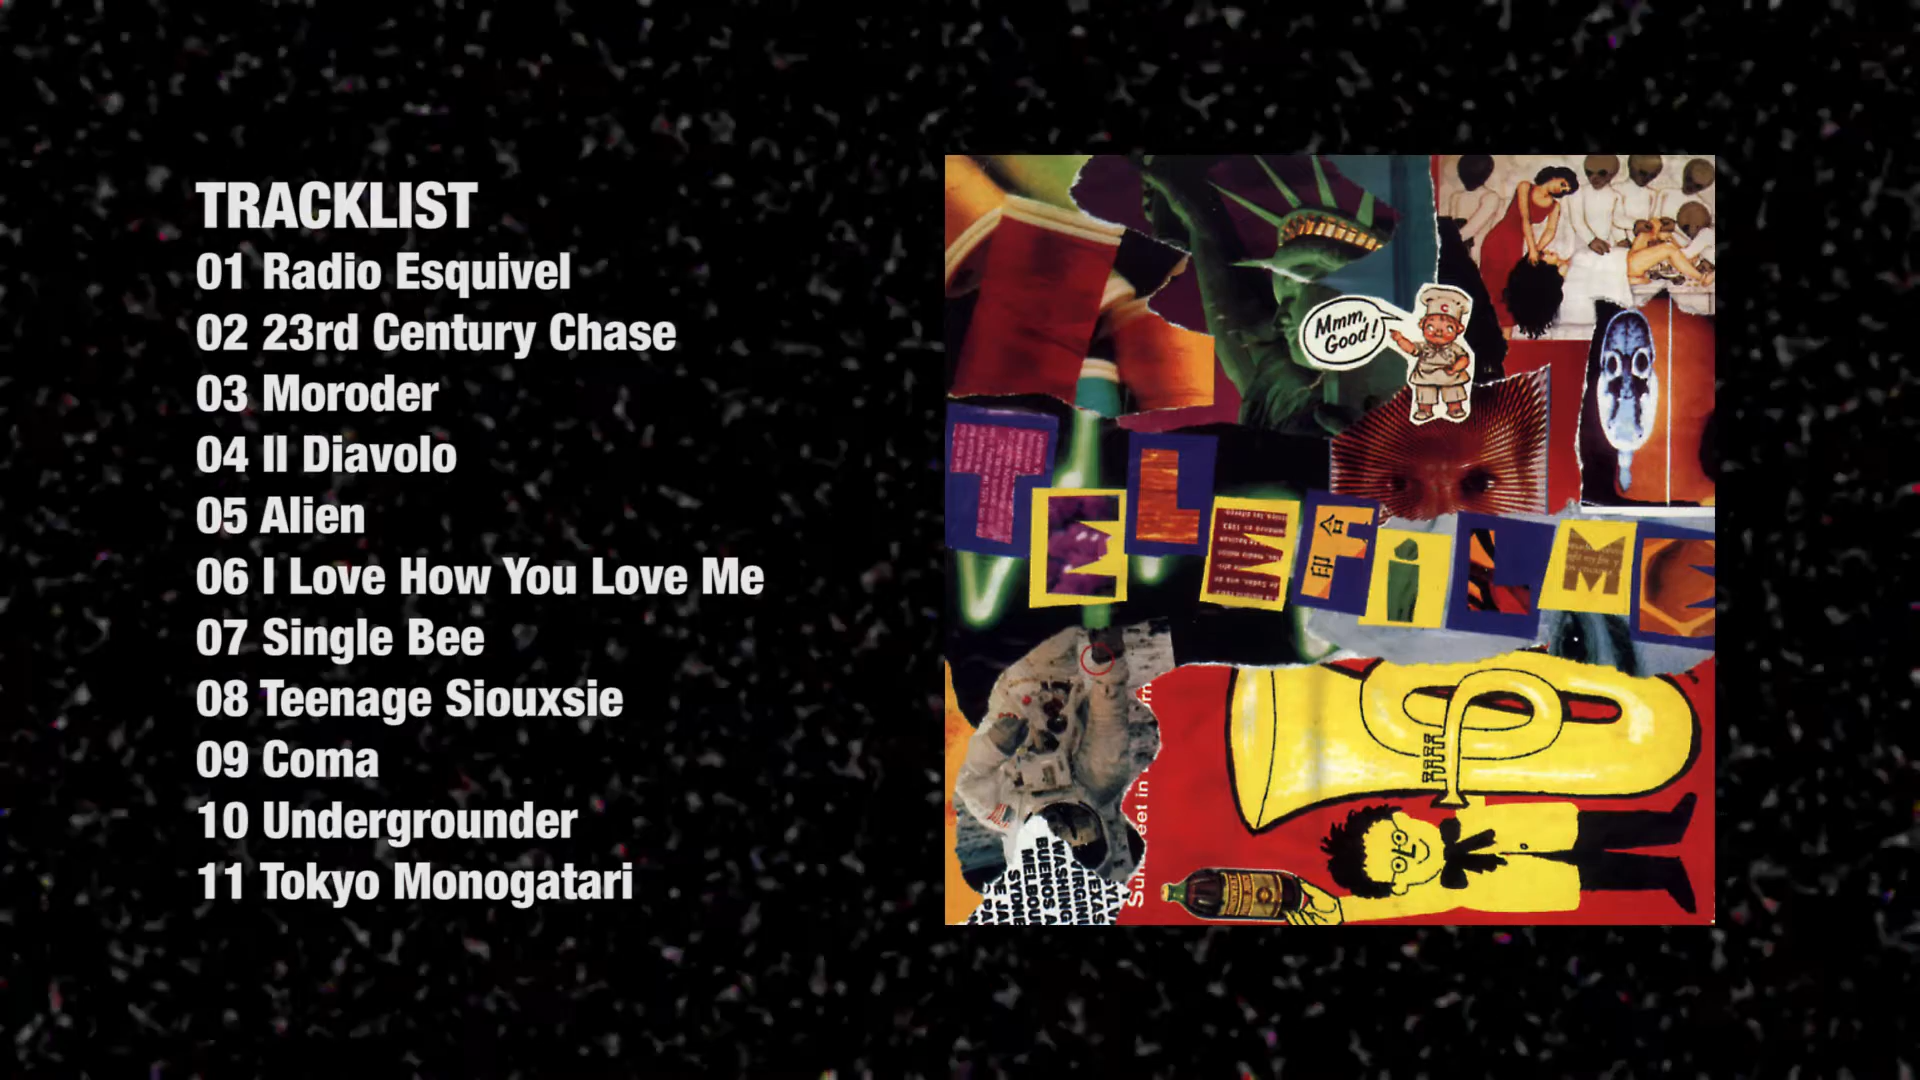 TRACKLIST
01 Radio Esquivel
02 23rd Century Chase
03 Moroder
04 Il Diavolo
05 Alien
06 I Love How You Love Me
07 Single Bee
08 Teenage Siouxsie
09 Coma
10 Undergrounder
11 Tokyo Monogatari
Mmm,
Good!
TELEFILME